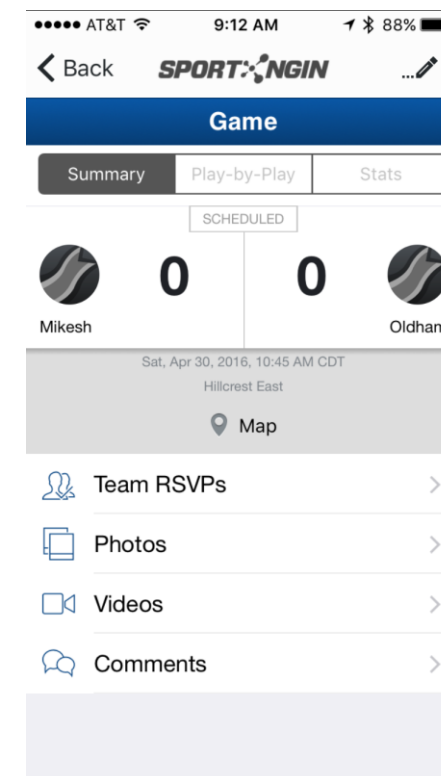 AT&T 9:12 AM 88%
Back SPORT NGIN ...
Game
Summary Play-by-Play Stats
SCHEDULED
0 0
Mikesh Oldham
Sat, Apr 30, 2016, 10:45 AM CDT
Hillcrest East
Map
Team RSVPs
Photos
Videos
Comments